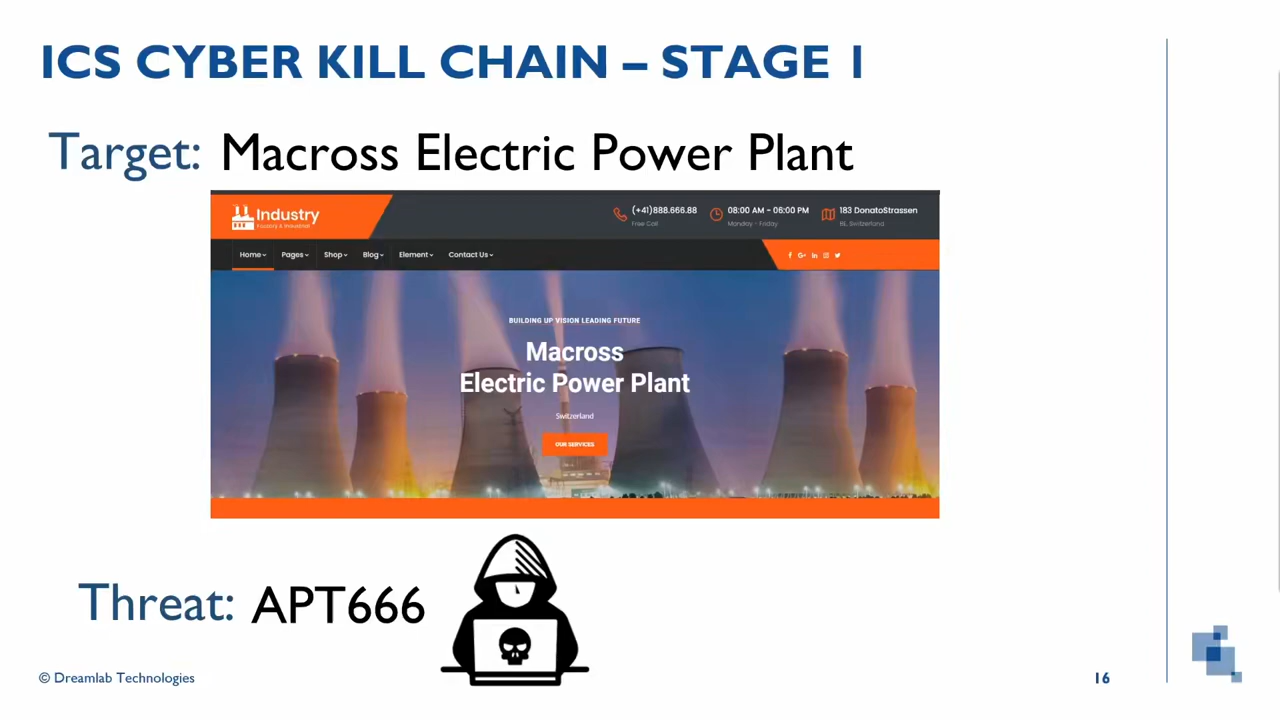 ICS CYBER KILL CHAIN – STAGE 1
Target: Macross Electric Power Plant
Industry
Factory & Industrial
(+41)888.666.88
Free Call
08:00 AM - 06:00 PM
Monday - Friday
183 DonatoStrassen
BE, Switzerland
Home
Pages
Shop
Blog
Element
Contact Us
BUILDING UP VISION LEADING FUTURE
Macross
Electric Power Plant
Switzerland
OUR SERVICES
Threat: APT666
© Dreamlab Technologies
16